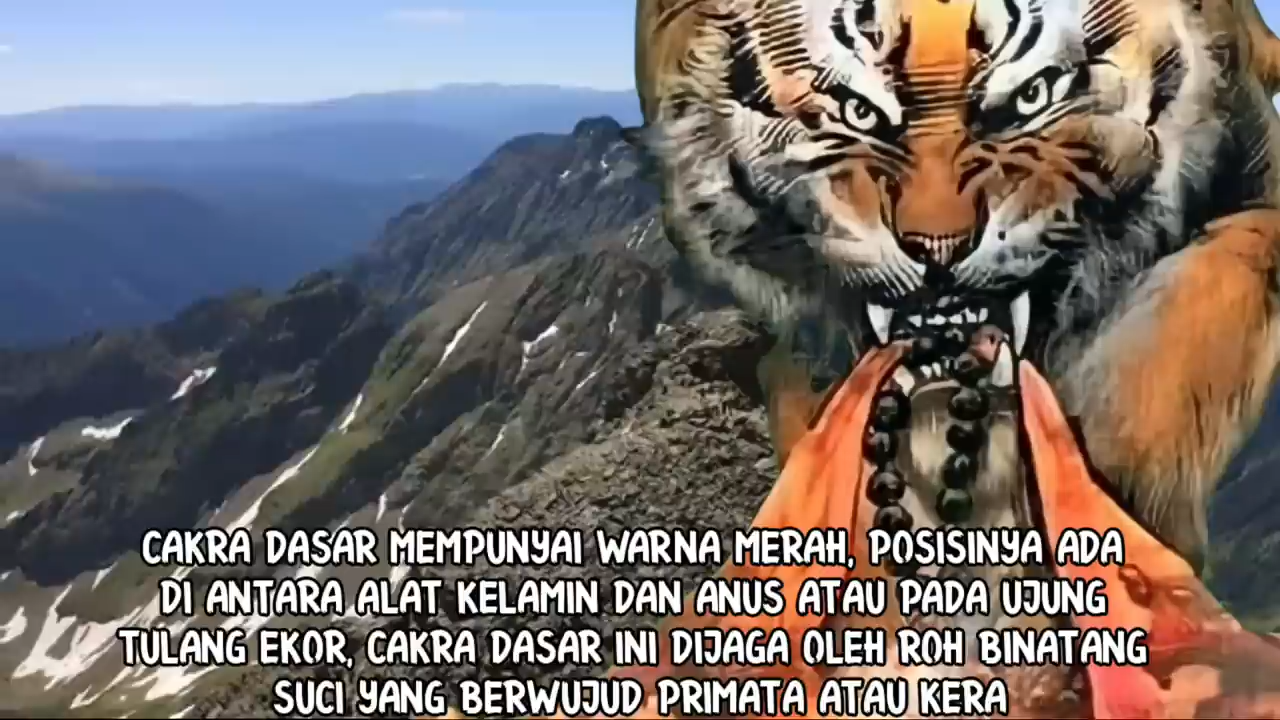 CAKRA DASAR MEMPUNYAI WARNA MERAH, POSISINYA ADA
DI ANTARA ALAT KELAMIN DAN ANUS ATAU PADA UJUNG
TULANG EKOR, CAKRA DASAR INI DIJAGA OLEH ROH BINATANG
SUCI YANG BERWUJUD PRIMATA ATAU KERA